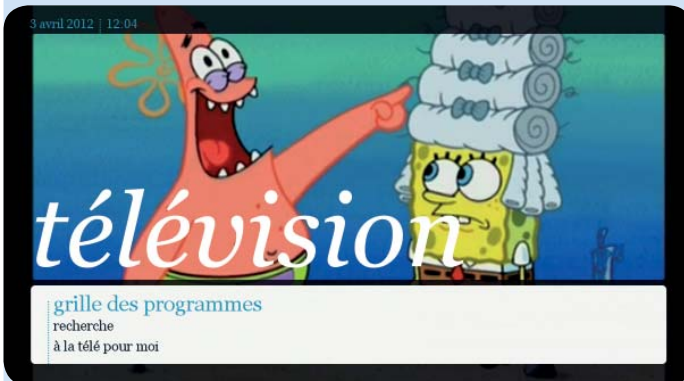 3 avril 2012 | 12:04
télévision
grille des programmes
recherche
à la télé pour moi